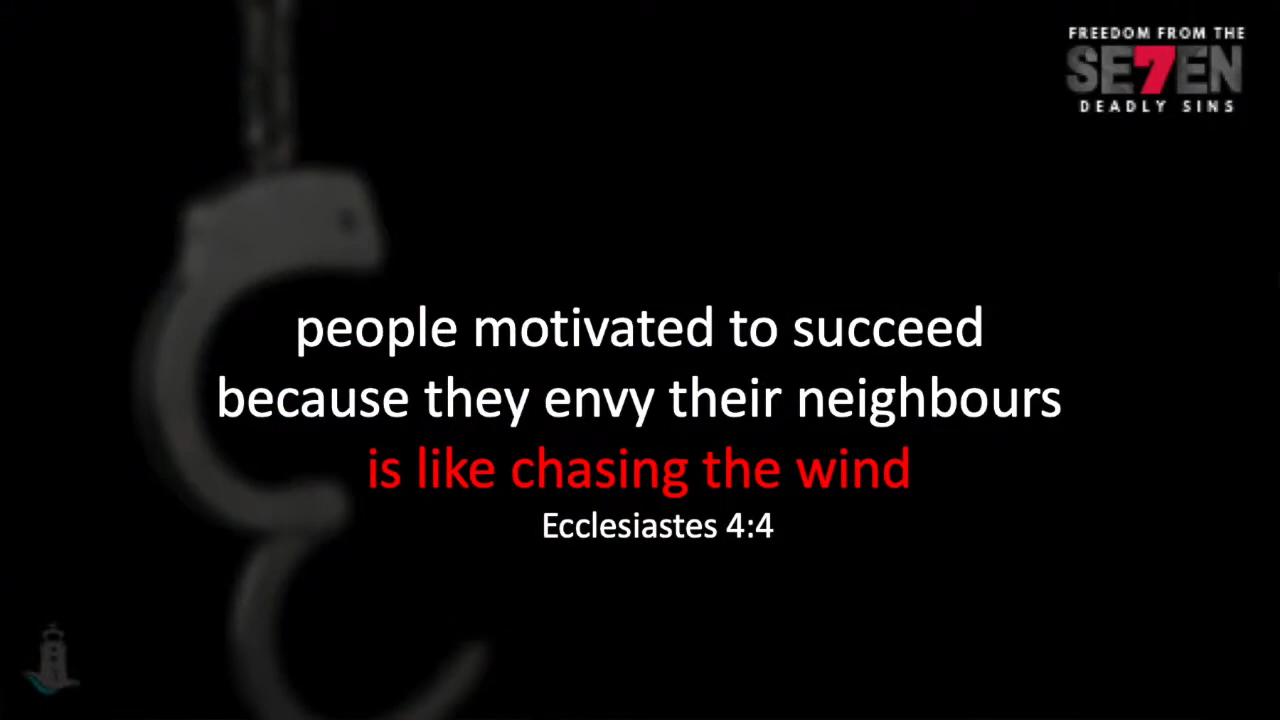 FREEDOM FROM THE
SE7EN
DEADLY SINS
people motivated to succeed
because they envy their neighbours
is like chasing the wind
Ecclesiastes 4:4